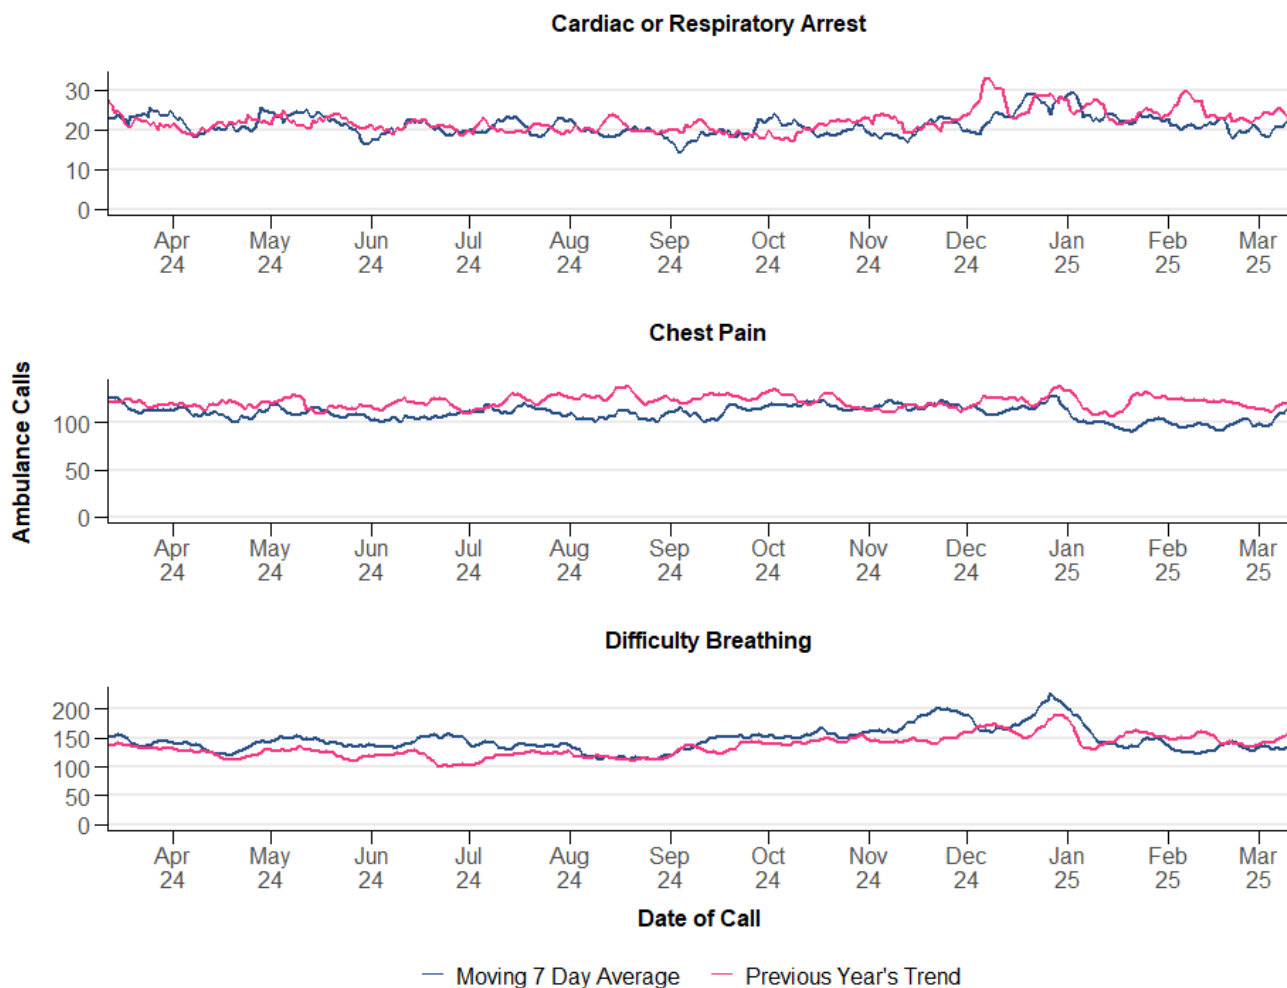 Cardiac or Respiratory Arrest
30
20
10
0
Apr May Jun Jul Aug Sep Oct Nov Dec Jan Feb Mar
24 24 24 24 24 24 24 24 24 25 25 25
Chest Pain
Ambulance Calls
100
50
0
Apr May Jun Jul Aug Sep Oct Nov Dec Jan Feb Mar
24 24 24 24 24 24 24 24 24 25 25 25
Difficulty Breathing
200
150
100
50
0
Apr May Jun Jul Aug Sep Oct Nov Dec Jan Feb Mar
24 24 24 24 24 24 24 24 24 25 25 25
Date of Call
Moving 7 Day Average Previous Year's Trend